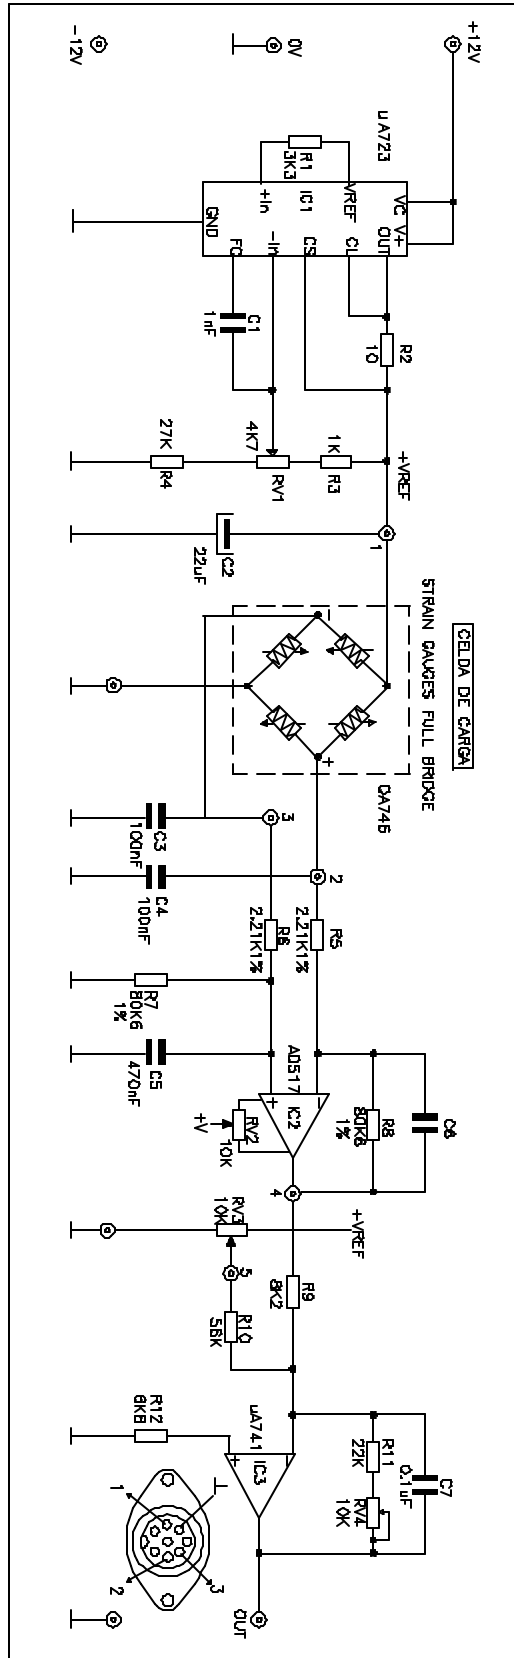 +12V
0V
-12V
uA723
R1
3K3
VC
V+
VREF
IC1
+In
OUT
CL
CS
-In
FC
GND
R2
10
C1
1nF
+VREF
1K
R3
4K7
RV1
27K
R4
1
C2
22uF
CELDA DE CARGA
STRAIN GAUGES FULL BRIDGE
-
+
OA746
3
C3
100nF
2
C4
100nF
R5
2.21K1%
R6
2.21K1%
R7
80K6
1%
C5
470nF
AD517
IC2
-
+
RV2
10K
+V
C6
R8
80K6
1%
4
+VREF
RV3
10K
5
R9
8K2
R10
56K
R12
6K8
uA741
IC3
-
+
C7
0.1uF
R11
22K
RV4
10K
OUT
1
2
3